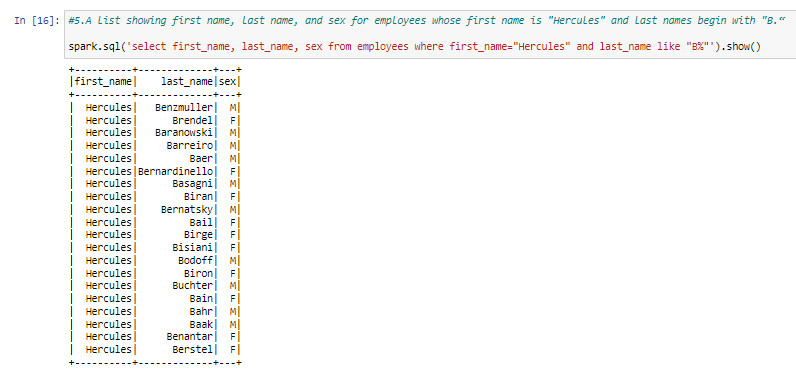 In [16]: #5.A list showing first name, last name, and sex for employees whose first name is "Hercules" and last names begin with "B.“
spark.sql('select first_name, last_name, sex from employees where first_name="Hercules" and last_name like "B%"').show()
+----------+-------------+---+
|first_name|    last_name|sex|
+----------+-------------+---+
|  Hercules|   Benzmuller|  M|
|  Hercules|      Brendel|  F|
|  Hercules|   Baranowski|  M|
|  Hercules|     Barreiro|  M|
|  Hercules|         Baer|  M|
|  Hercules|Bernardinello|  F|
|  Hercules|      Basagni|  M|
|  Hercules|        Biran|  F|
|  Hercules|    Bernatsky|  M|
|  Hercules|         Bail|  F|
|  Hercules|        Birge|  F|
|  Hercules|      Bisiani|  F|
|  Hercules|       Bodoff|  M|
|  Hercules|        Biron|  F|
|  Hercules|      Buchter|  M|
|  Hercules|         Bain|  F|
|  Hercules|         Bahr|  M|
|  Hercules|         Baak|  M|
|  Hercules|     Benantar|  F|
|  Hercules|      Berstel|  F|
+----------+-------------+---+